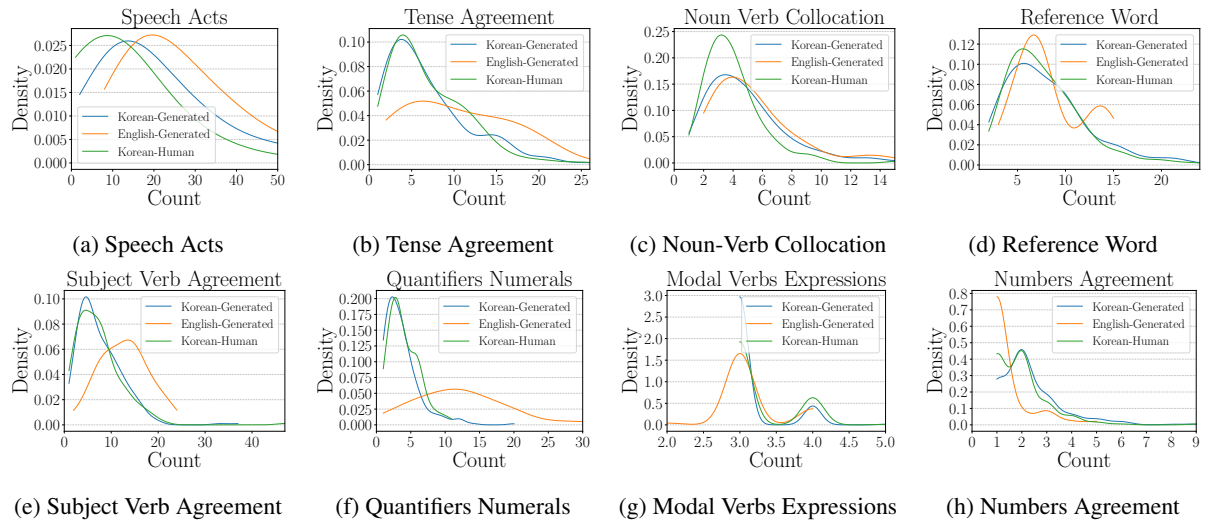 Speech Acts
Density
0.025
0.020
0.015
0.010
0.005
0.000
Korean-Generated
English-Generated
Korean-Human
0 10 20 30 40 50
Count
(a) Speech Acts
Tense Agreement
Density
0.10
0.08
0.06
0.04
0.02
0.00
Korean-Generated
English-Generated
Korean-Human
0 5 10 15 20 25
Count
(b) Tense Agreement
Noun Verb Collocation
Density
0.25
0.20
0.15
0.10
0.05
0.00
Korean-Generated
English-Generated
Korean-Human
0 2 4 6 8 10 12 14
Count
(c) Noun-Verb Collocation
Reference Word
Density
0.12
0.10
0.08
0.06
0.04
0.02
0.00
Korean-Generated
English-Generated
Korean-Human
5 10 15 20
Count
(d) Reference Word
Subject Verb Agreement
Density
0.10
0.08
0.06
0.04
0.02
0.00
Korean-Generated
English-Generated
Korean-Human
0 10 20 30 40
Count
(e) Subject Verb Agreement
Quantifiers Numerals
Density
0.200
0.175
0.150
0.125
0.100
0.075
0.050
0.025
0.000
Korean-Generated
English-Generated
Korean-Human
0 5 10 15 20 25 30
Count
(f) Quantifiers Numerals
Modal Verbs Expressions
Density
3.0
2.5
2.0
1.5
1.0
0.5
0.0
Korean-Generated
English-Generated
Korean-Human
2.0 2.5 3.0 3.5 4.0 4.5 5.0
Count
(g) Modal Verbs Expressions
Numbers Agreement
Density
0.8
0.7
0.6
0.5
0.4
0.3
0.2
0.1
0.0
Korean-Generated
English-Generated
Korean-Human
0 1 2 3 4 5 6 7 8 9
Count
(h) Numbers Agreement